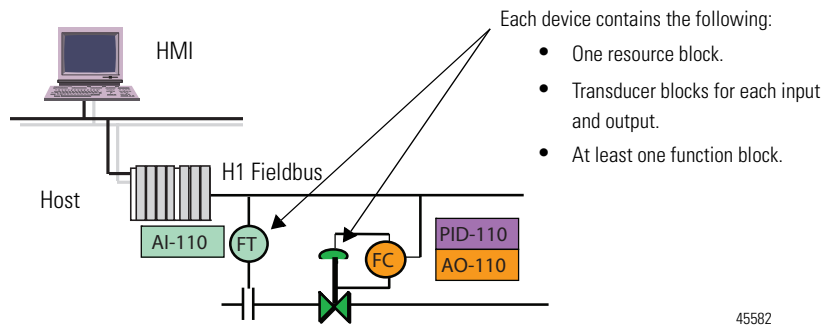 Each device contains the following:
• One resource block.
• Transducer blocks for each input
and output.
• At least one function block.
HMI
H1 Fieldbus
Host
AI-110
FT
FC
PID-110
AO-110
45582